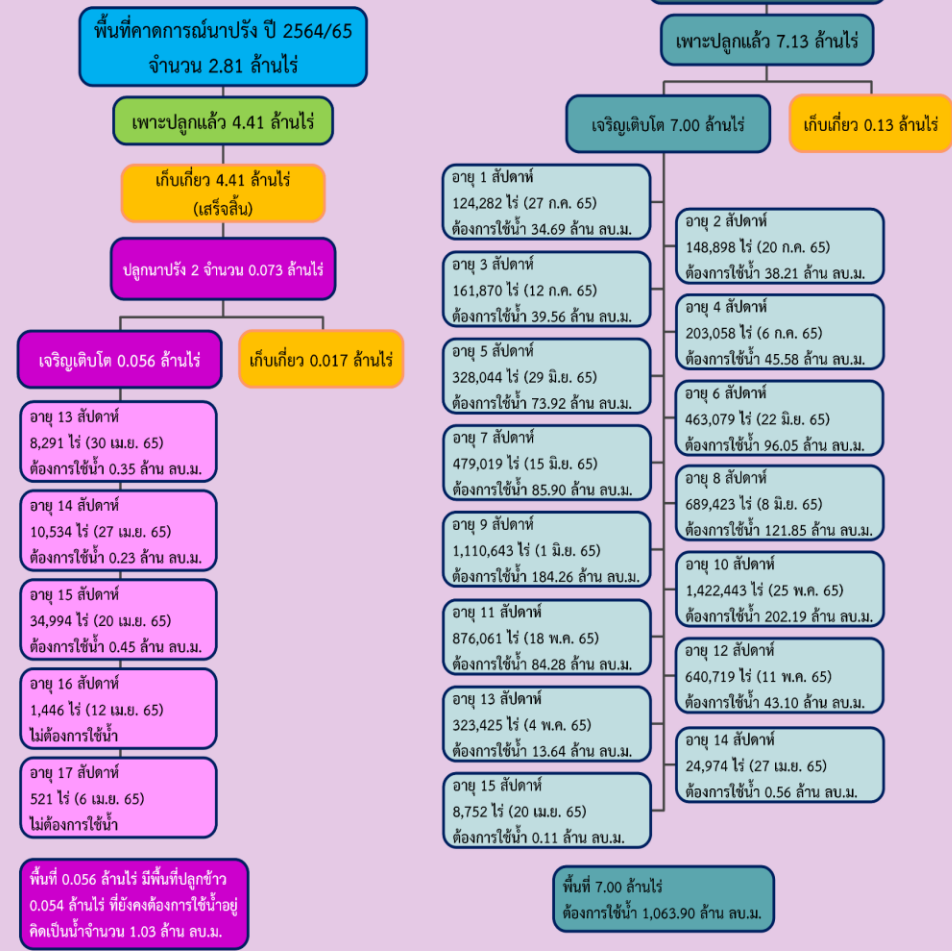 พื้นที่คาดการณ์นาปรัง ปี 2564/65
จำนวน 2.81 ล้านไร่
เพาะปลูกแล้ว 4.41 ล้านไร่
เก็บเกี่ยว 4.41 ล้านไร่
(เสร็จสิ้น)
ปลูกนาปรัง 2 จำนวน 0.073 ล้านไร่
เจริญเติบโต 0.056 ล้านไร่
เก็บเกี่ยว 0.017 ล้านไร่
อายุ 13 สัปดาห์
8,291 ไร่ (30 เม.ย. 65)
ต้องการใช้น้ำ 0.35 ล้าน ลบ.ม.
อายุ 14 สัปดาห์
10,534 ไร่ (27 เม.ย. 65)
ต้องการใช้น้ำ 0.23 ล้าน ลบ.ม.
อายุ 15 สัปดาห์
34,994 ไร่ (20 เม.ย. 65)
ต้องการใช้น้ำ 0.45 ล้าน ลบ.ม.
อายุ 16 สัปดาห์
1,446 ไร่ (12 เม.ย. 65)
ไม่ต้องการใช้น้ำ
อายุ 17 สัปดาห์
521 ไร่ (6 เม.ย. 65)
ไม่ต้องการใช้น้ำ
พื้นที่ 0.056 ล้านไร่ มีพื้นที่ปลูกข้าว
0.054 ล้านไร่ ที่ยังคงต้องการใช้น้ำอยู่
คิดเป็นน้ำจำนวน 1.03 ล้าน ลบ.ม.
เพาะปลูกแล้ว 7.13 ล้านไร่
เจริญเติบโต 7.00 ล้านไร่
เก็บเกี่ยว 0.13 ล้านไร่
อายุ 1 สัปดาห์
124,282 ไร่ (27 ก.ค. 65)
ต้องการใช้น้ำ 34.69 ล้าน ลบ.ม.
อายุ 2 สัปดาห์
148,898 ไร่ (20 ก.ค. 65)
ต้องการใช้น้ำ 38.21 ล้าน ลบ.ม.
อายุ 3 สัปดาห์
161,870 ไร่ (12 ก.ค. 65)
ต้องการใช้น้ำ 39.56 ล้าน ลบ.ม.
อายุ 4 สัปดาห์
203,058 ไร่ (6 ก.ค. 65)
ต้องการใช้น้ำ 45.58 ล้าน ลบ.ม.
อายุ 5 สัปดาห์
328,044 ไร่ (29 มิ.ย. 65)
ต้องการใช้น้ำ 73.92 ล้าน ลบ.ม.
อายุ 6 สัปดาห์
463,079 ไร่ (22 มิ.ย. 65)
ต้องการใช้น้ำ 96.05 ล้าน ลบ.ม.
อายุ 7 สัปดาห์
479,019 ไร่ (15 มิ.ย. 65)
ต้องการใช้น้ำ 85.90 ล้าน ลบ.ม.
อายุ 8 สัปดาห์
689,423 ไร่ (8 มิ.ย. 65)
ต้องการใช้น้ำ 121.85 ล้าน ลบ.ม.
อายุ 9 สัปดาห์
1,110,643 ไร่ (1 มิ.ย. 65)
ต้องการใช้น้ำ 184.26 ล้าน ลบ.ม.
อายุ 10 สัปดาห์
1,422,443 ไร่ (25 พ.ค. 65)
ต้องการใช้น้ำ 202.19 ล้าน ลบ.ม.
อายุ 11 สัปดาห์
876,061 ไร่ (18 พ.ค. 65)
ต้องการใช้น้ำ 84.28 ล้าน ลบ.ม.
อายุ 12 สัปดาห์
640,719 ไร่ (11 พ.ค. 65)
ต้องการใช้น้ำ 43.10 ล้าน ลบ.ม.
อายุ 13 สัปดาห์
323,425 ไร่ (4 พ.ค. 65)
ต้องการใช้น้ำ 13.64 ล้าน ลบ.ม.
อายุ 14 สัปดาห์
24,974 ไร่ (27 เม.ย. 65)
ต้องการใช้น้ำ 0.56 ล้าน ลบ.ม.
อายุ 15 สัปดาห์
8,752 ไร่ (20 เม.ย. 65)
ต้องการใช้น้ำ 0.11 ล้าน ลบ.ม.
พื้นที่ 7.00 ล้านไร่
ต้องการใช้น้ำ 1,063.90 ล้าน ลบ.ม.